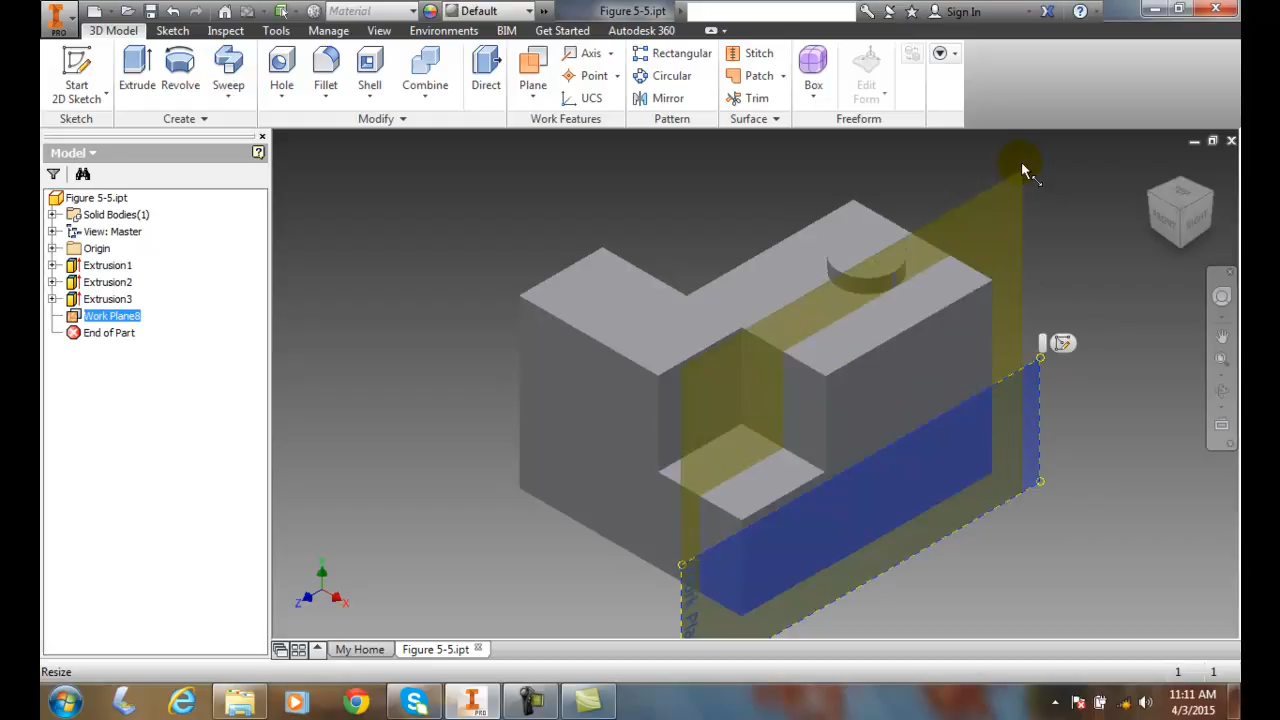 I PRO
Material
Default
Figure 5-5.ipt
Sign In
3D Model Sketch Inspect Tools Manage View Environments BIM Get Started Autodesk 360
Start
2D Sketch
Extrude Revolve Sweep
Hole Fillet Shell Combine
Direct
Plane
Axis
Point
UCS
Rectangular
Circular
Mirror
Stitch
Patch
Trim
Box
Edit
Form
Sketch Create Modify Work Features Pattern Surface Freeform
Model
Figure 5-5.ipt
Solid Bodies(1)
View: Master
Origin
Extrusion1
Extrusion2
Extrusion3
Work Plane8
End of Part
TOP
FRONT RIGHT
Y
Z X
My Home Figure 5-5.ipt
Resize 1 1
11:11 AM
4/3/2015